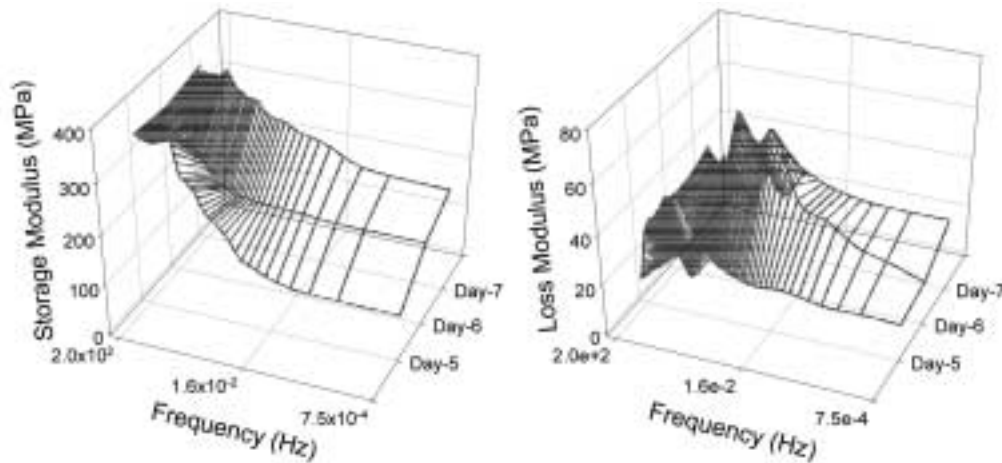 Storage Modulus (MPa)
400
300
200
100
0
2.0x10²
1.6x10⁻²
7.5x10⁻⁴
Frequency (Hz)
Day-5
Day-6
Day-7
Loss Modulus (MPa)
80
60
40
20
0
2.0e+2
1.6e-2
7.5e-4
Frequency (Hz)
Day-5
Day-6
Day-7